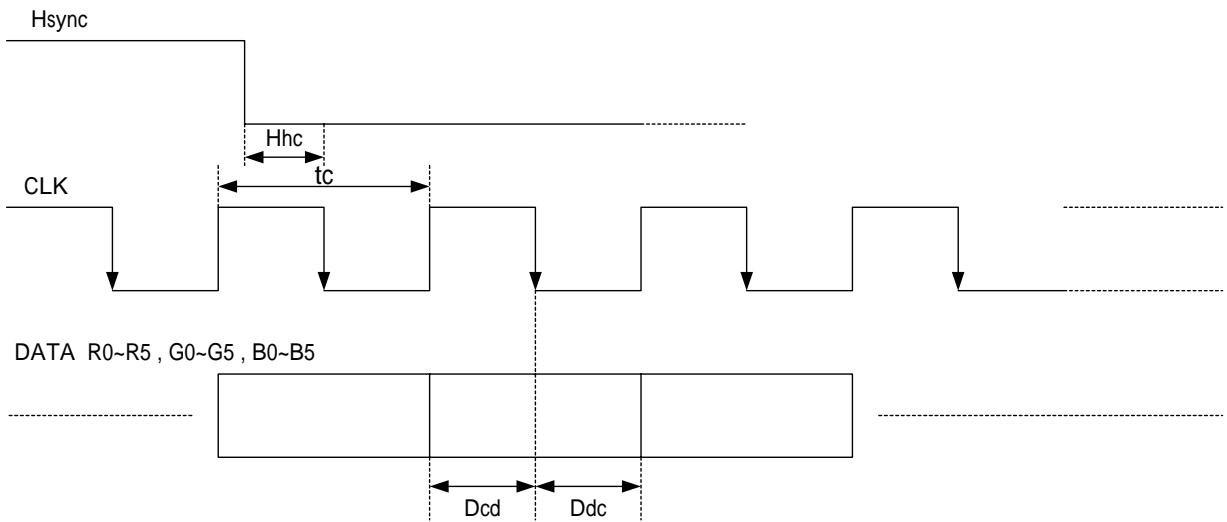 Hsync
Hhc
tc
CLK
DATA R0~R5 , G0~G5 , B0~B5
Dcd Ddc